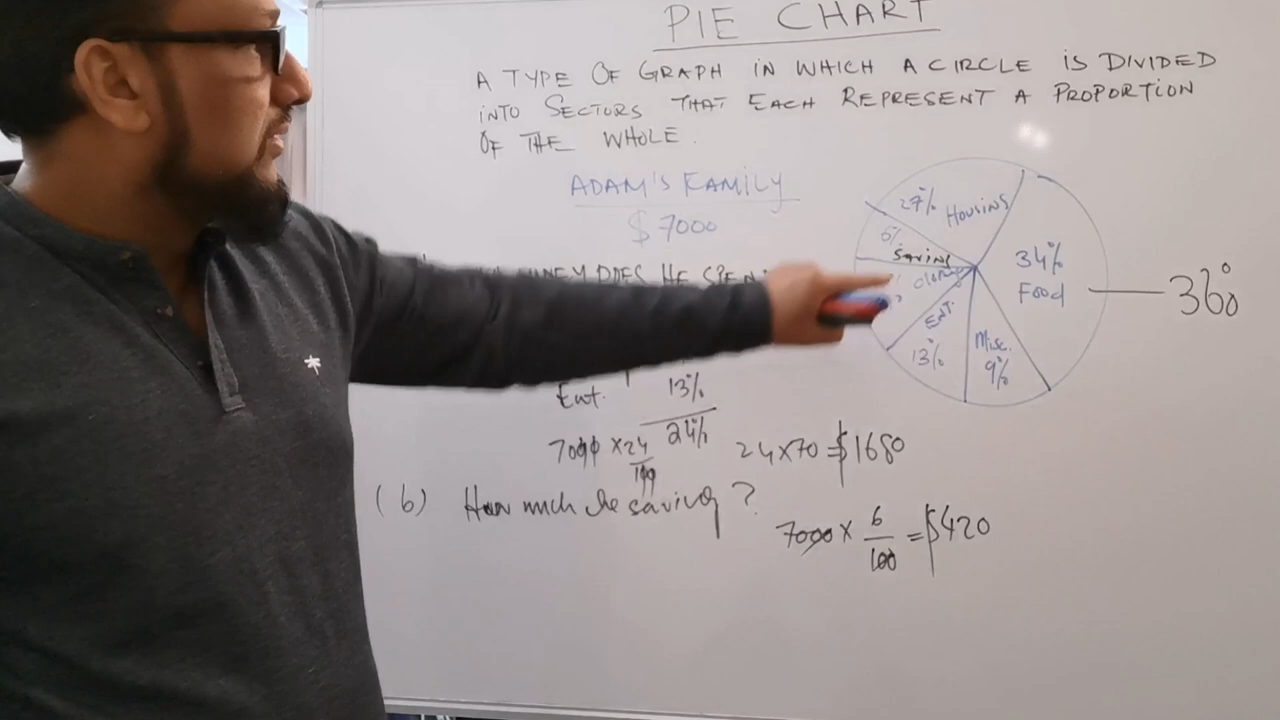 PIE CHART
A TYPE OF GRAPH IN WHICH A CIRCLE IS DIVIDED
INTO SECTORS THAT EACH REPRESENT A PROPORTION
OF THE WHOLE.
ADAM'S FAMILY
$7000
27% HOUSING
6%
SAVING
34%
FOOD
360°
ENT.
13%
Misc.
9%
DOES HE SPEN
Ent. 13%
24%
7000 × 24/100
24×70 = $1680
(b) How much he saving?
7000 × 6/100 = $420